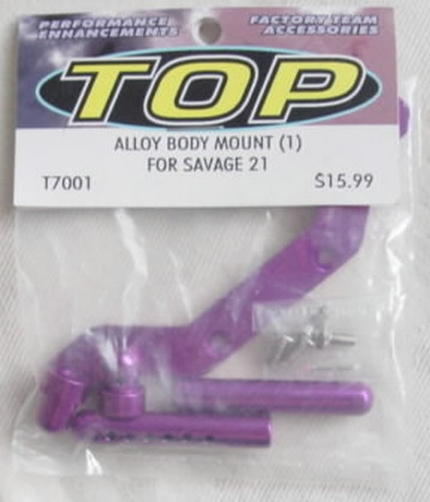 PERFORMANCE
ENHANCEMENTS
FACTORY TEAM
ACCESSORIES
TOP
ALLOY BODY MOUNT (1)
FOR SAVAGE 21
T7001
$15.99